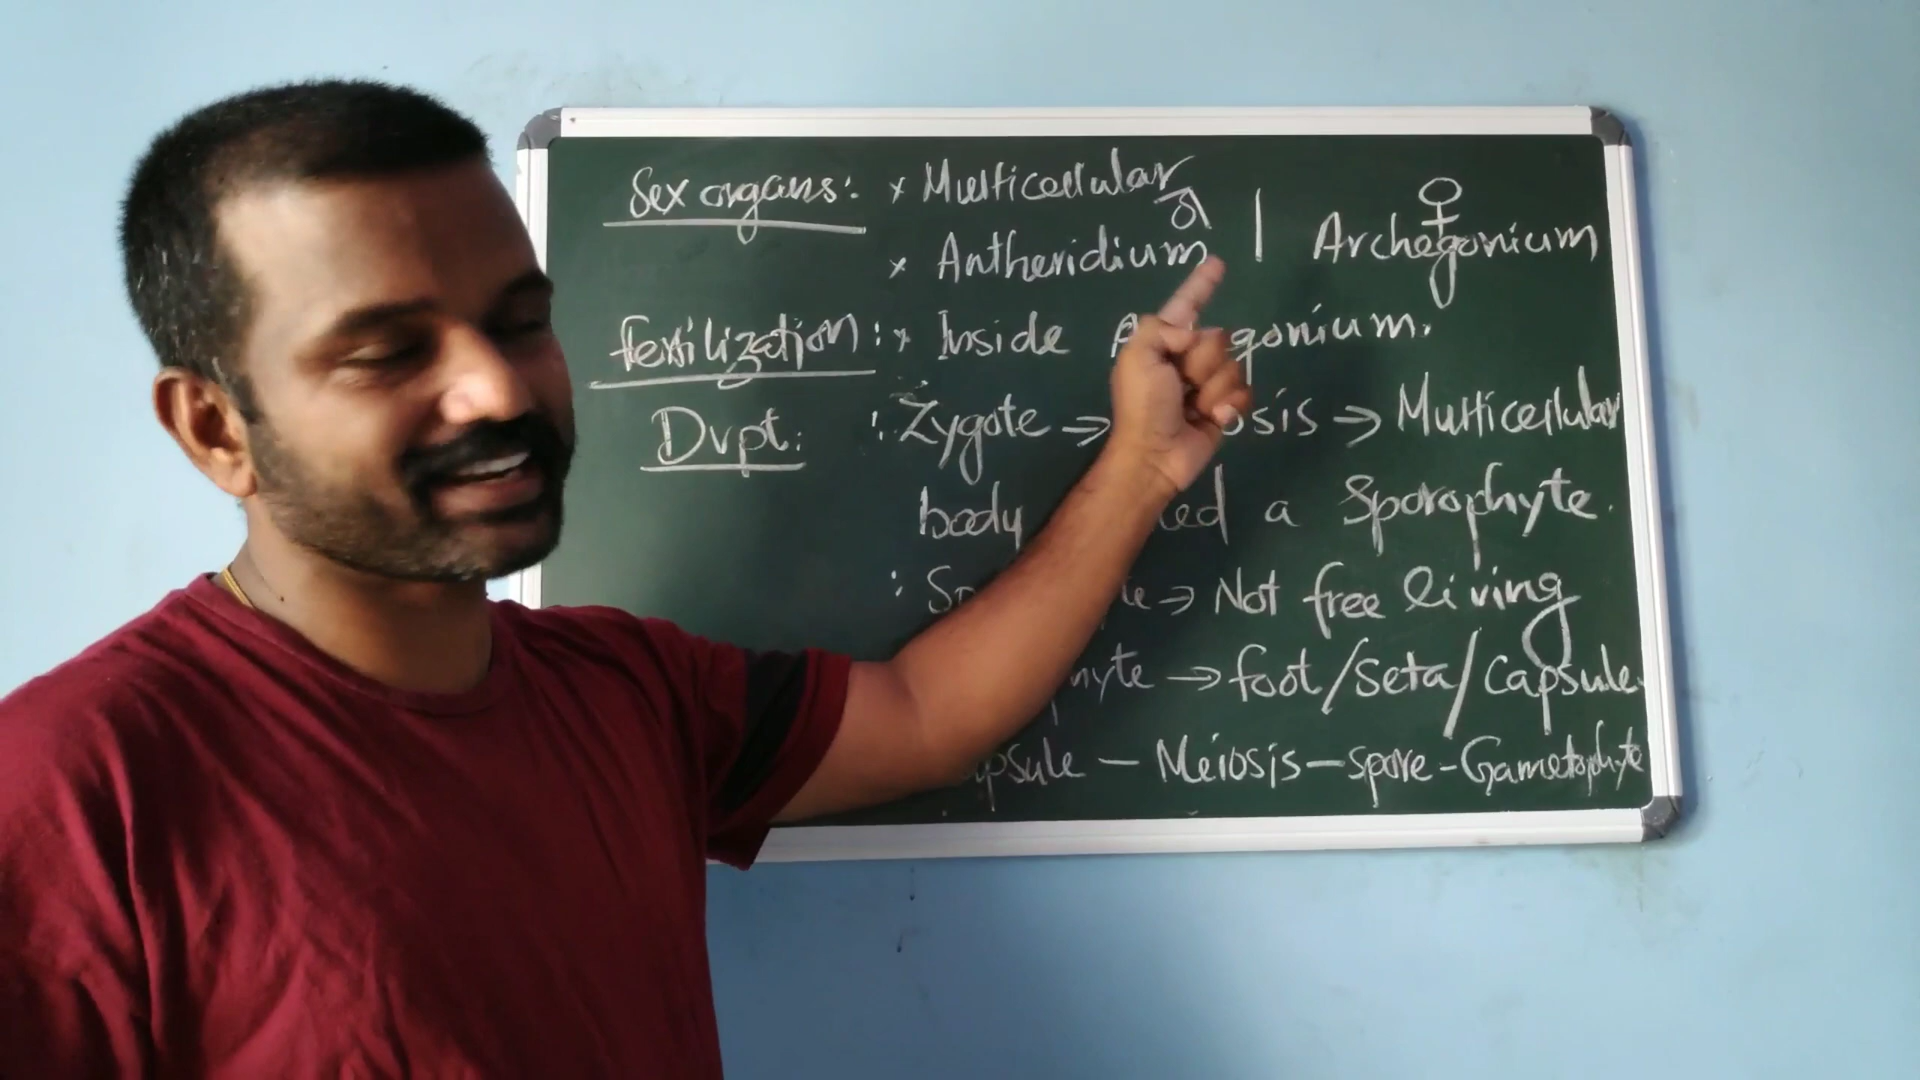 Sex organs: × Multicellular
× Antheridium ♂ | Archegonium ♀
Fertilization: × Inside gonium.
Dvpt: : Zygote → osis → Multicellular
body ed a Sporophyte.
: Sp te → Not free living
hyte → foot/Seta/Capsule.
psule – Meiosis – spore – Gametophyte